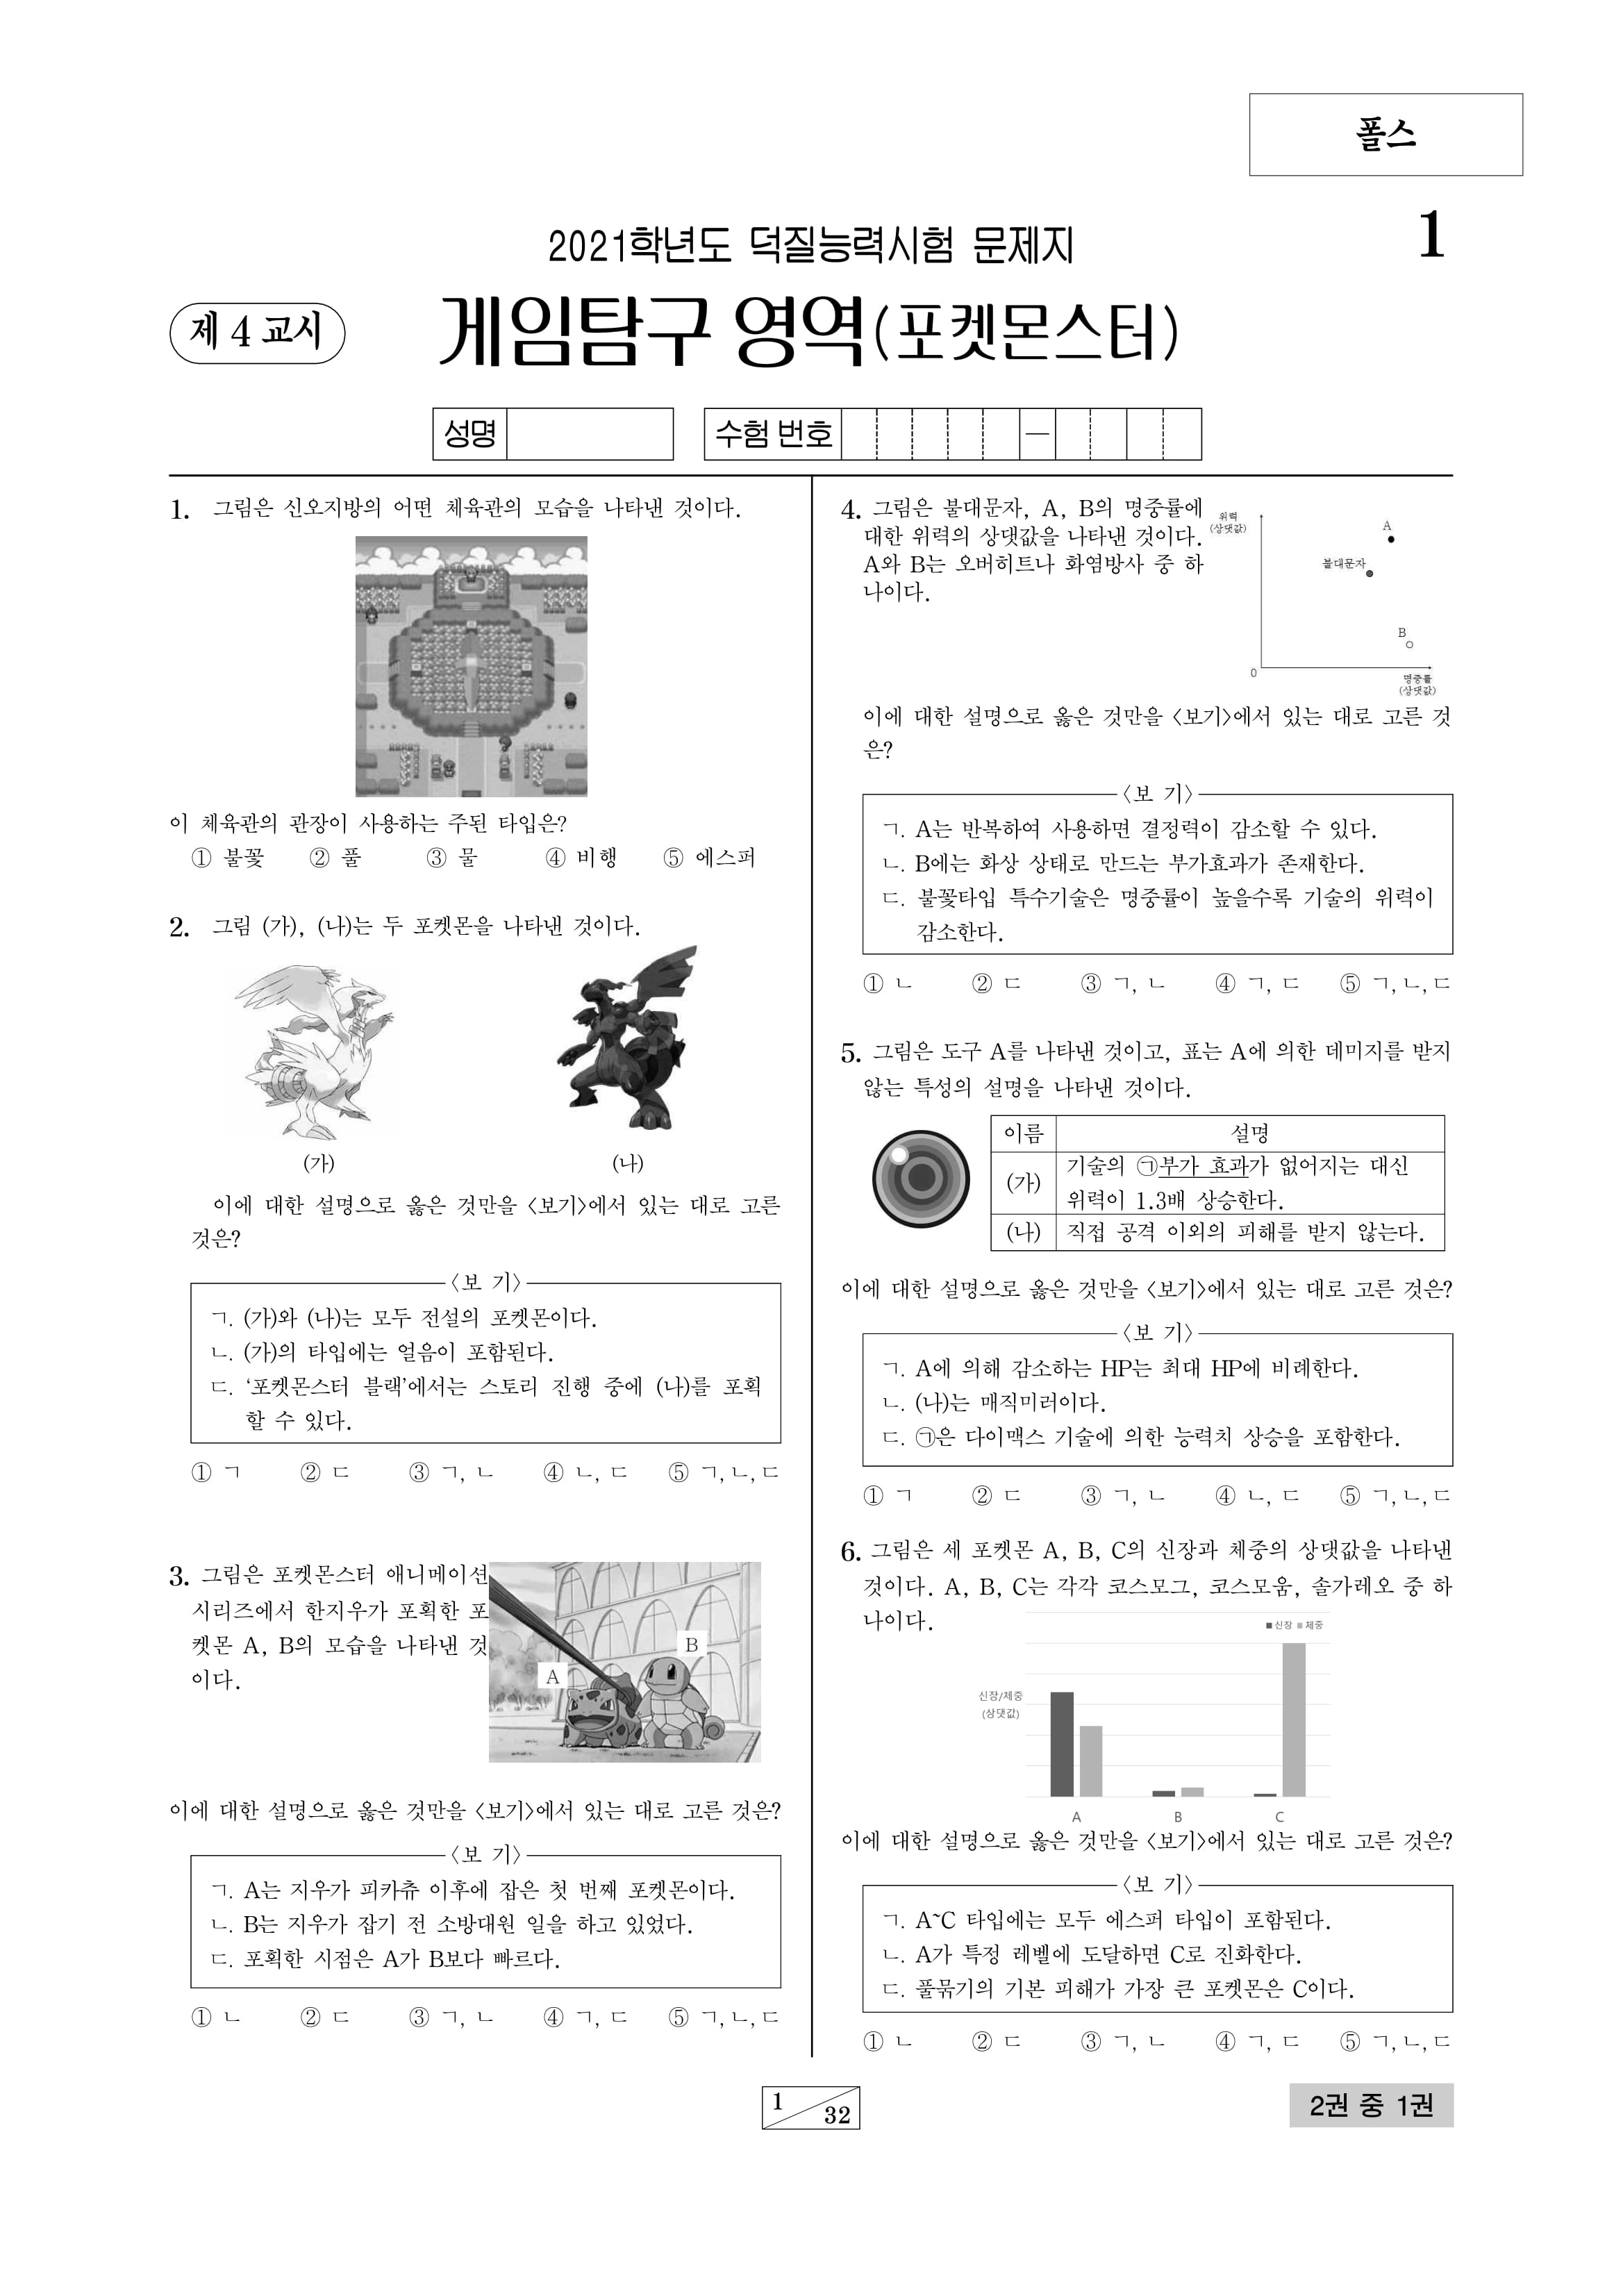 폴스
1
2021학년도 덕질능력시험 문제지
제 4 교시
게임탐구 영역(포켓몬스터)
성명
수험 번호
—
1. 그림은 신오지방의 어떤 체육관의 모습을 나타낸 것이다.
이 체육관의 관장이 사용하는 주된 타입은?
① 불꽃 ② 풀 ③ 물 ④ 비행 ⑤ 에스퍼
2. 그림 (가), (나)는 두 포켓몬을 나타낸 것이다.
(가) (나)
이에 대한 설명으로 옳은 것만을 <보기>에서 있는 대로 고른
것은?
<보 기>
ㄱ. (가)와 (나)는 모두 전설의 포켓몬이다.
ㄴ. (가)의 타입에는 얼음이 포함된다.
ㄷ. ‘포켓몬스터 블랙’에서는 스토리 진행 중에 (나)를 포획
할 수 있다.
① ㄱ ② ㄷ ③ ㄱ, ㄴ ④ ㄴ, ㄷ ⑤ ㄱ, ㄴ, ㄷ
3. 그림은 포켓몬스터 애니메이션
시리즈에서 한지우가 포획한 포
켓몬 A, B의 모습을 나타낸 것
이다.
A
B
이에 대한 설명으로 옳은 것만을 <보기>에서 있는 대로 고른 것은?
<보 기>
ㄱ. A는 지우가 피카츄 이후에 잡은 첫 번째 포켓몬이다.
ㄴ. B는 지우가 잡기 전 소방대원 일을 하고 있었다.
ㄷ. 포획한 시점은 A가 B보다 빠르다.
① ㄴ ② ㄷ ③ ㄱ, ㄴ ④ ㄱ, ㄷ ⑤ ㄱ, ㄴ, ㄷ
4. 그림은 불대문자, A, B의 명중률에
대한 위력의 상댓값을 나타낸 것이다.
A와 B는 오버히트나 화염방사 중 하
나이다.
위력
(상댓값)
A
불대문자
B
0
명중률
(상댓값)
이에 대한 설명으로 옳은 것만을 <보기>에서 있는 대로 고른 것
은?
<보 기>
ㄱ. A는 반복하여 사용하면 결정력이 감소할 수 있다.
ㄴ. B에는 화상 상태로 만드는 부가효과가 존재한다.
ㄷ. 불꽃타입 특수기술은 명중률이 높을수록 기술의 위력이
감소한다.
① ㄴ ② ㄷ ③ ㄱ, ㄴ ④ ㄱ, ㄷ ⑤ ㄱ, ㄴ, ㄷ
5. 그림은 도구 A를 나타낸 것이고, 표는 A에 의한 데미지를 받지
않는 특성의 설명을 나타낸 것이다.
이름 설명
(가) 기술의 ㉠부가 효과가 없어지는 대신
위력이 1.3배 상승한다.
(나) 직접 공격 이외의 피해를 받지 않는다.
이에 대한 설명으로 옳은 것만을 <보기>에서 있는 대로 고른 것은?
<보 기>
ㄱ. A에 의해 감소하는 HP는 최대 HP에 비례한다.
ㄴ. (나)는 매직미러이다.
ㄷ. ㉠은 다이맥스 기술에 의한 능력치 상승을 포함한다.
① ㄱ ② ㄷ ③ ㄱ, ㄴ ④ ㄴ, ㄷ ⑤ ㄱ, ㄴ, ㄷ
6. 그림은 세 포켓몬 A, B, C의 신장과 체중의 상댓값을 나타낸
것이다. A, B, C는 각각 코스모그, 코스모움, 솔가레오 중 하
나이다.
신장 체중
신장/체중
(상댓값)
A B C
이에 대한 설명으로 옳은 것만을 <보기>에서 있는 대로 고른 것은?
<보 기>
ㄱ. A~C 타입에는 모두 에스퍼 타입이 포함된다.
ㄴ. A가 특정 레벨에 도달하면 C로 진화한다.
ㄷ. 풀묶기의 기본 피해가 가장 큰 포켓몬은 C이다.
① ㄴ ② ㄷ ③ ㄱ, ㄴ ④ ㄱ, ㄷ ⑤ ㄱ, ㄴ, ㄷ
1
32
2권 중 1권